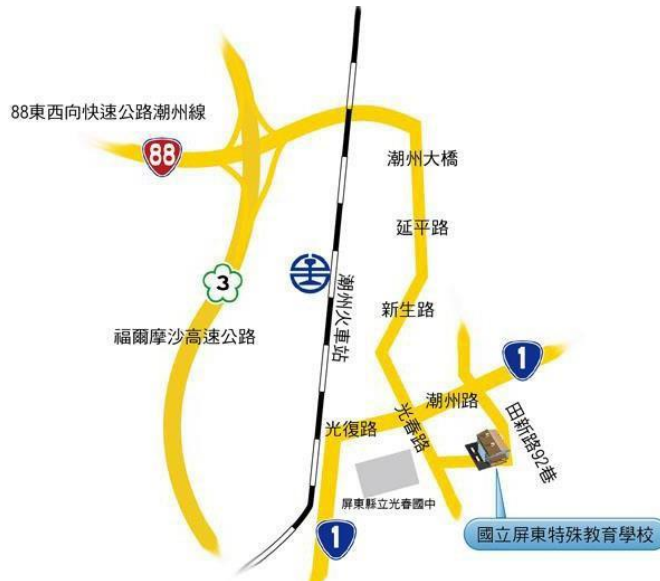 88東西向快速公路潮州線
88
潮州大橋
延平路
3
潮州火車站
新生路
福爾摩沙高速公路
1
潮州路
光復路
光春路
田新路92巷
屏東縣立光春國中
1
國立屏東特殊教育學校